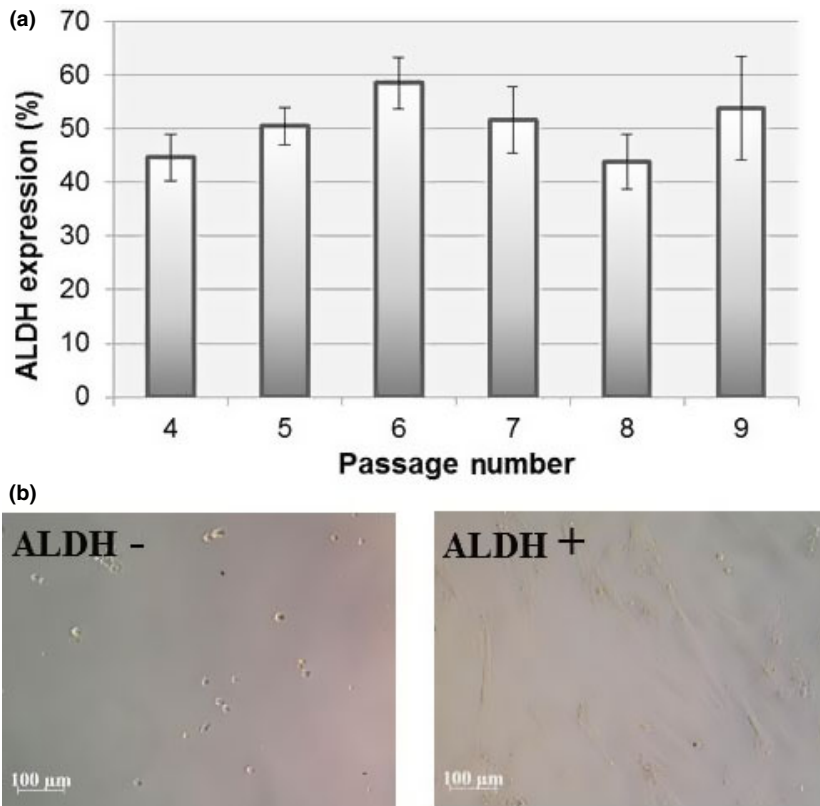 (a)
70
60
50
40
30
20
10
0
ALDH expression (%)
4 5 6 7 8 9
Passage number
(b)
ALDH -
ALDH +
100 μm
100 μm